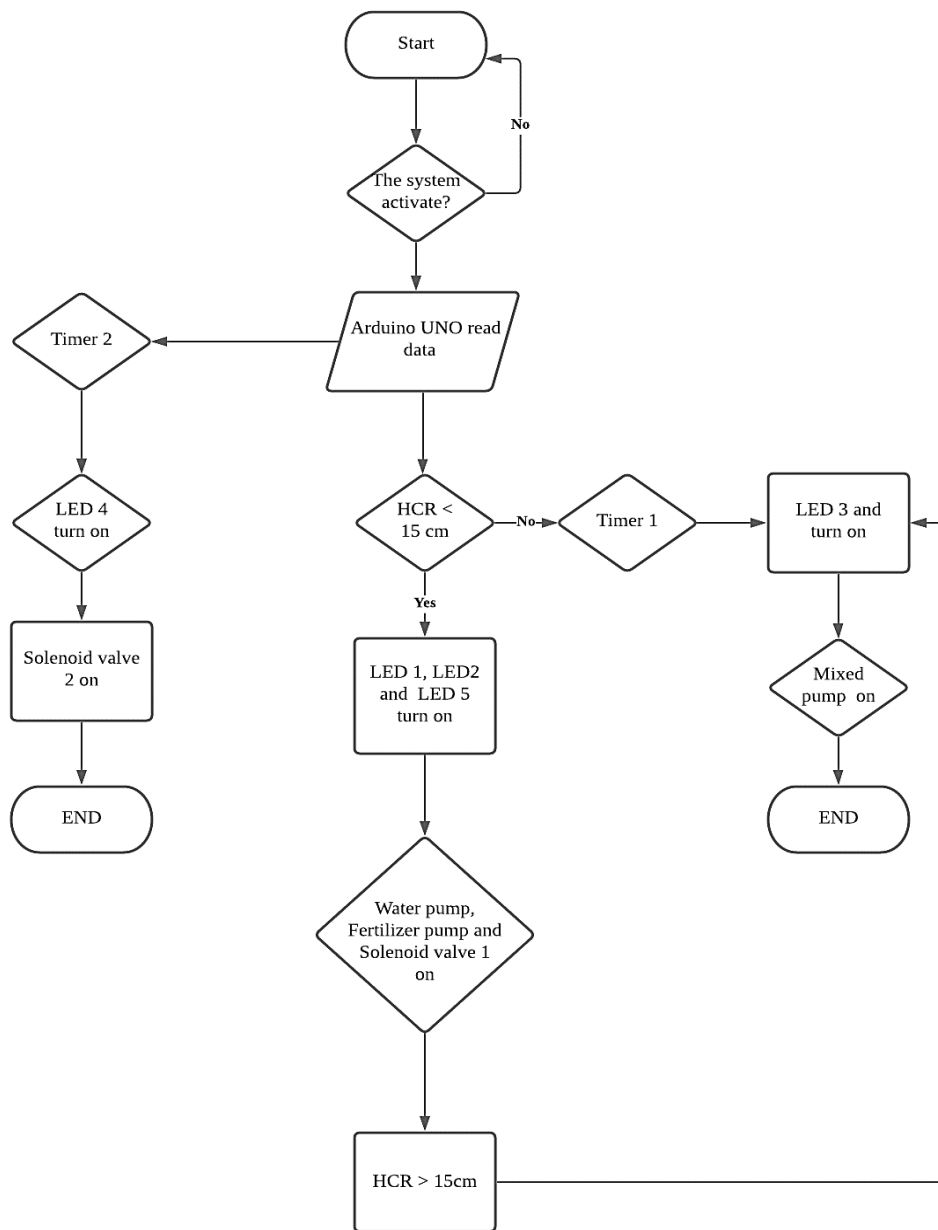 Start
No
The system
activate?
Arduino UNO read
data
Timer 2
LED 4
turn on
HCR <
15 cm
No
Timer 1
LED 3 and
turn on
Yes
Solenoid valve
2 on
LED 1, LED2
and LED 5
turn on
Mixed
pump on
END
END
Water pump,
Fertilizer pump and
Solenoid valve 1
on
HCR > 15cm